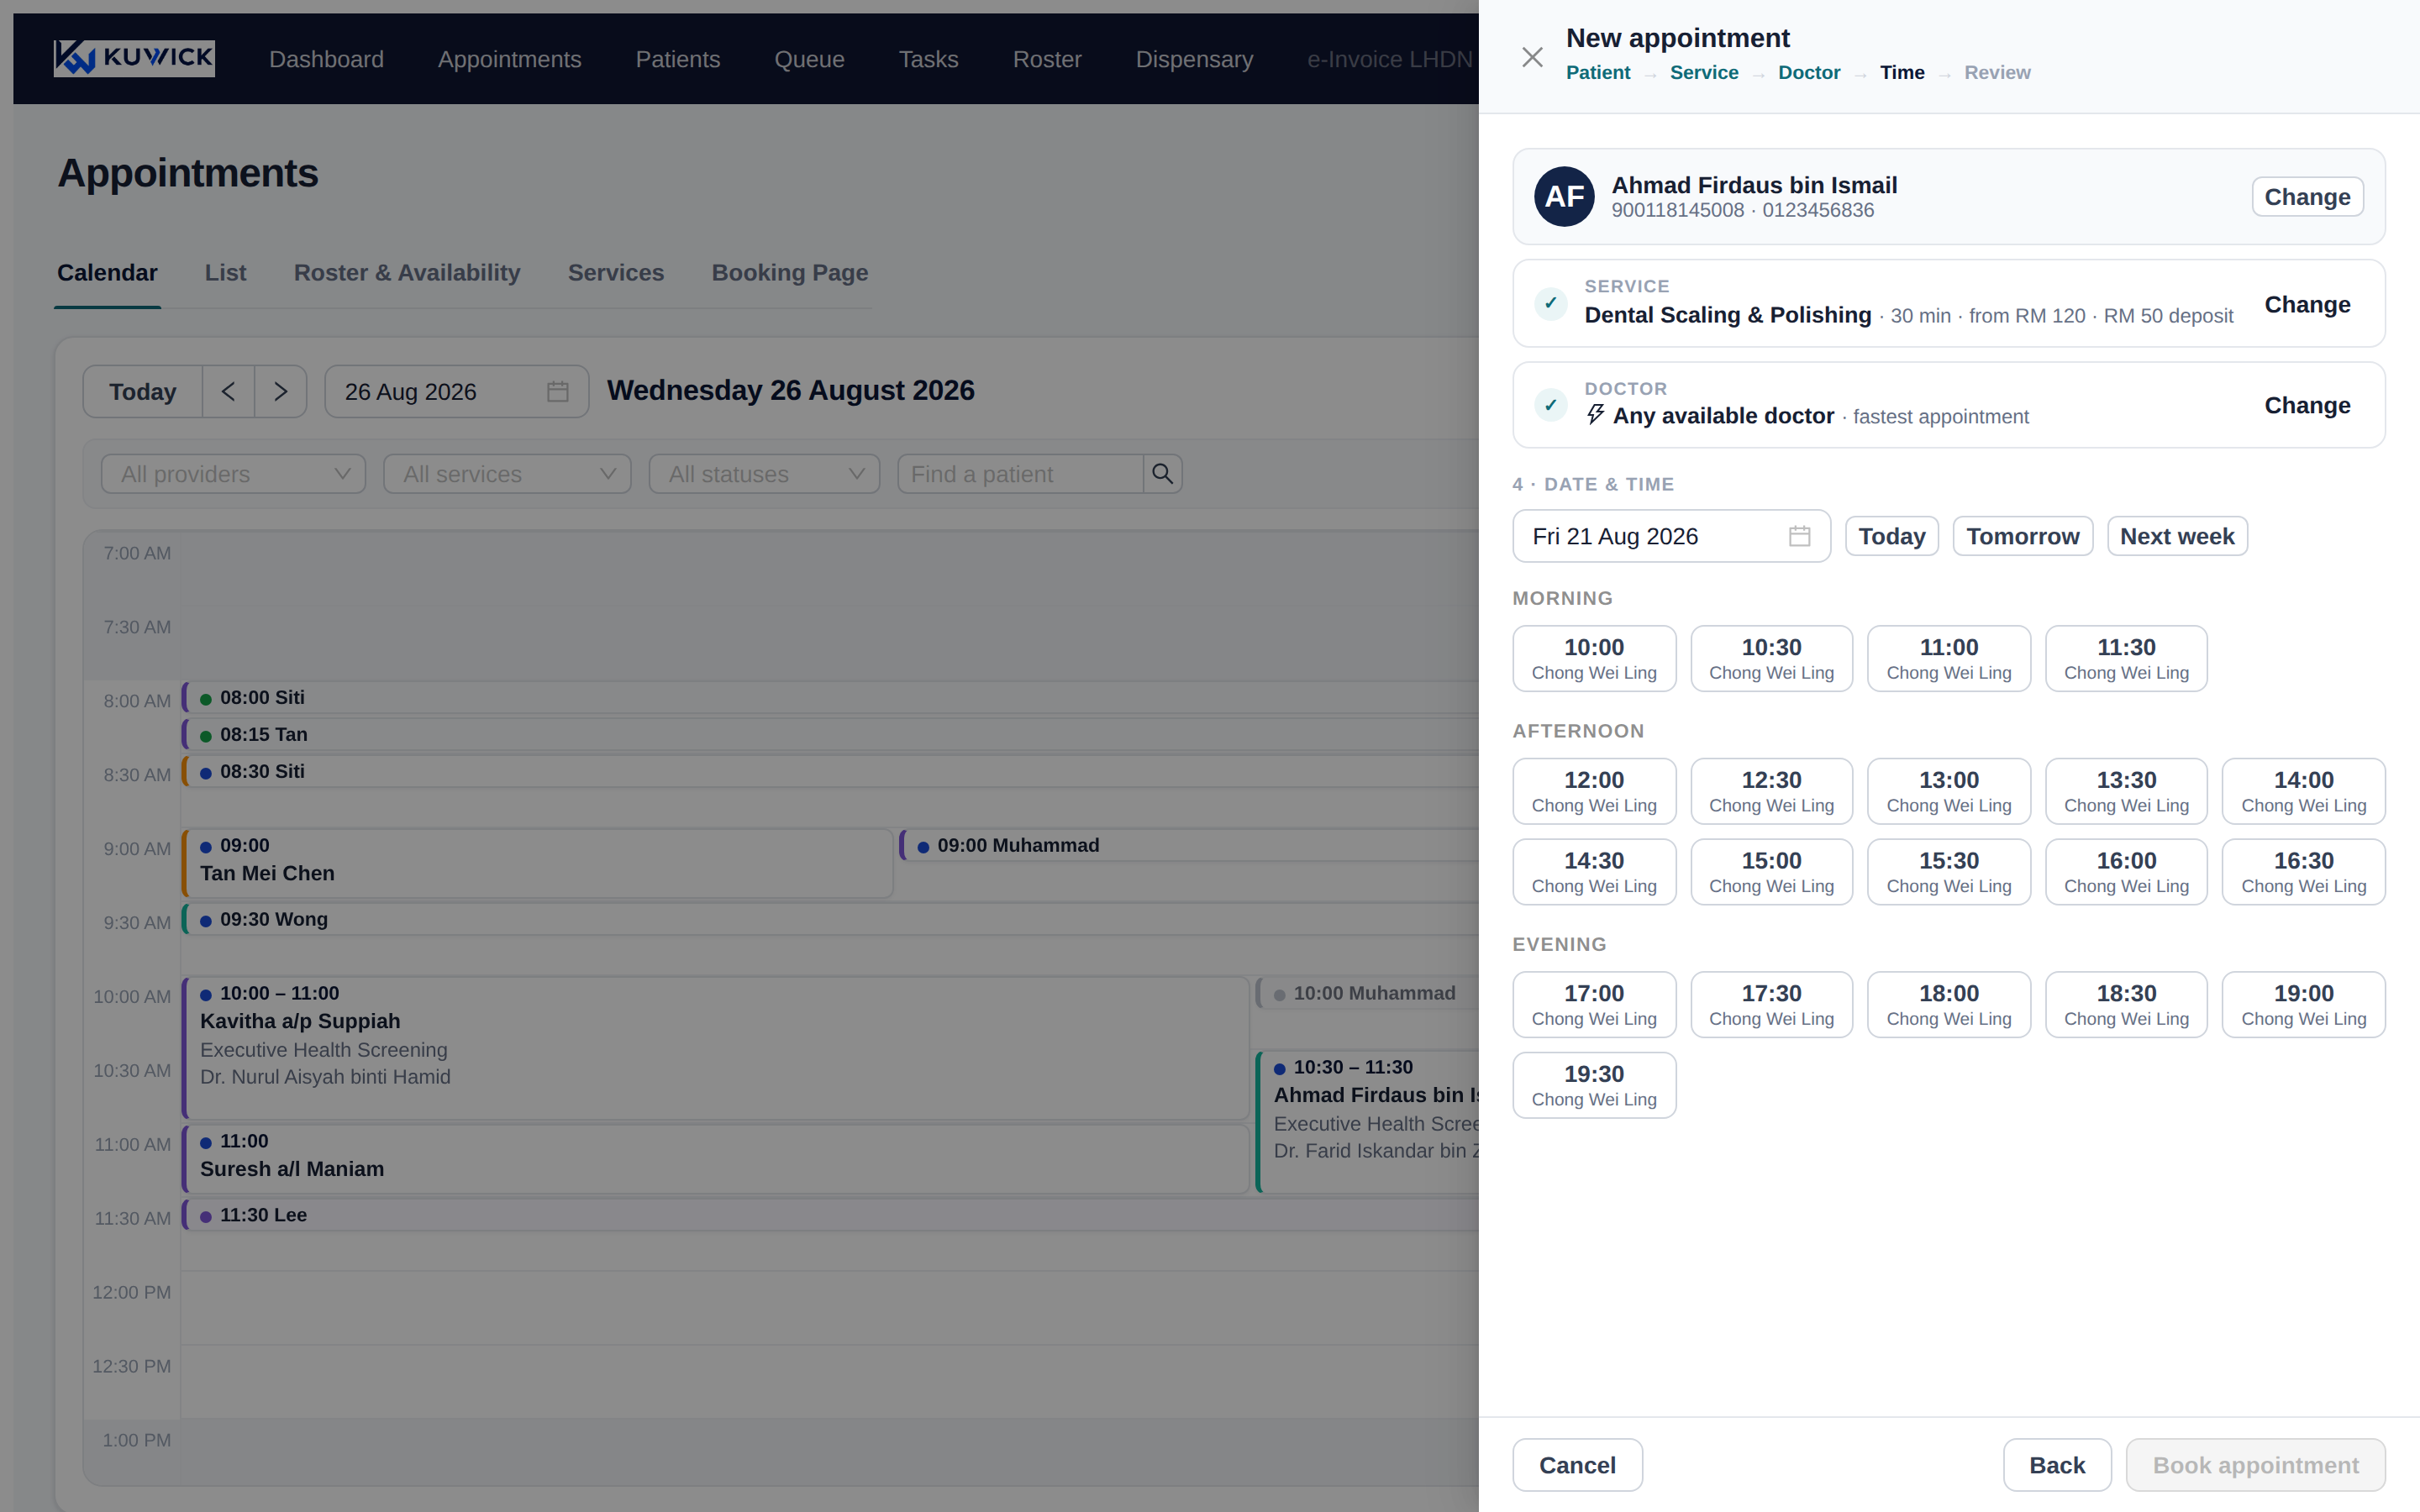 KUWICK
Dashboard
Appointments
Patients
Queue
Tasks
Roster
Dispensary
e-Invoice LHDN
Appointments
Calendar
List
Roster & Availability
Services
Booking Page
Today
26 Aug 2026
Wednesday 26 August 2026
All providers
All services
All statuses
Find a patient
7:00 AM
7:30 AM
8:00 AM
08:00 Siti
08:15 Tan
8:30 AM
08:30 Siti
9:00 AM
09:00
Tan Mei Chen
09:00 Muhammad
9:30 AM
09:30 Wong
10:00 AM
10:00 – 11:00
Kavitha a/p Suppiah
Executive Health Screening
Dr. Nurul Aisyah binti Hamid
10:00 Muhammad
10:30 AM
10:30 – 11:30
Ahmad Firdaus bin
Executive Health
Dr. Farid Iskandar bin
11:00 AM
11:00
Suresh a/l Maniam
11:30 AM
11:30 Lee
12:00 PM
12:30 PM
1:00 PM
New appointment
Patient → Service → Doctor → Time → Review
AF
Ahmad Firdaus bin Ismail
900118145008 · 0123456836
Change
SERVICE
Dental Scaling & Polishing · 30 min · from RM 120 · RM 50 deposit
Change
DOCTOR
Any available doctor · fastest appointment
Change
4 · DATE & TIME
Fri 21 Aug 2026
Today
Tomorrow
Next week
MORNING
10:00
Chong Wei Ling
10:30
Chong Wei Ling
11:00
Chong Wei Ling
11:30
Chong Wei Ling
AFTERNOON
12:00
Chong Wei Ling
12:30
Chong Wei Ling
13:00
Chong Wei Ling
13:30
Chong Wei Ling
14:00
Chong Wei Ling
14:30
Chong Wei Ling
15:00
Chong Wei Ling
15:30
Chong Wei Ling
16:00
Chong Wei Ling
16:30
Chong Wei Ling
EVENING
17:00
Chong Wei Ling
17:30
Chong Wei Ling
18:00
Chong Wei Ling
18:30
Chong Wei Ling
19:00
Chong Wei Ling
19:30
Chong Wei Ling
Cancel
Back
Book appointment